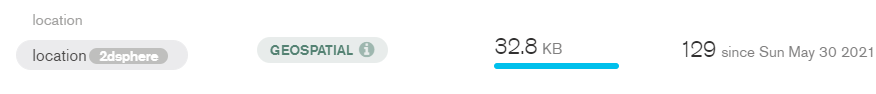 location
location 2dsphere GEOSPATIAL 32.8 KB 129 since Sun May 30 2021